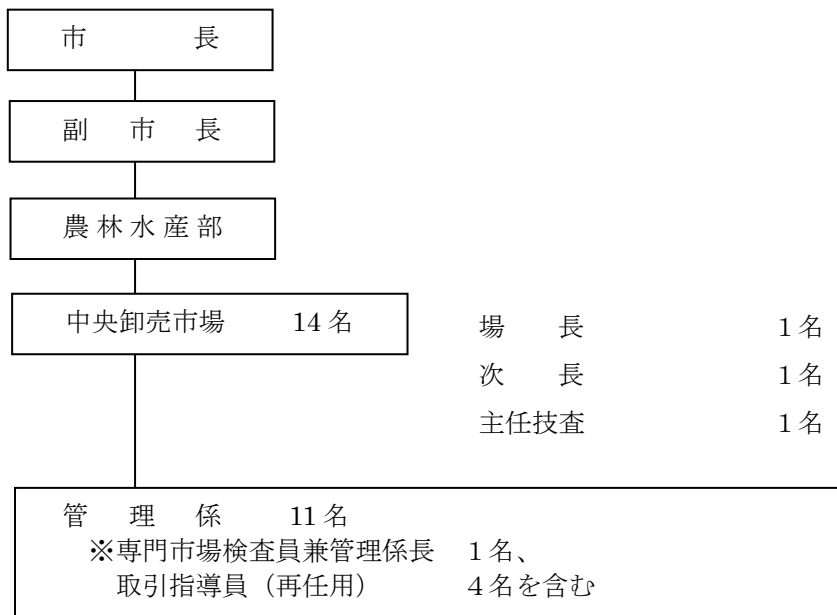 市　　　　長
副　市　長
農林水産部
中央卸売市場　　14名
場　　長　　　　　　　　1名
次　　長　　　　　　　　1名
主任技査　　　　　　　　1名
管　理　係　　11名
※専門市場検査員兼管理係長　1名、
取引指導員（再任用）　　4名を含む